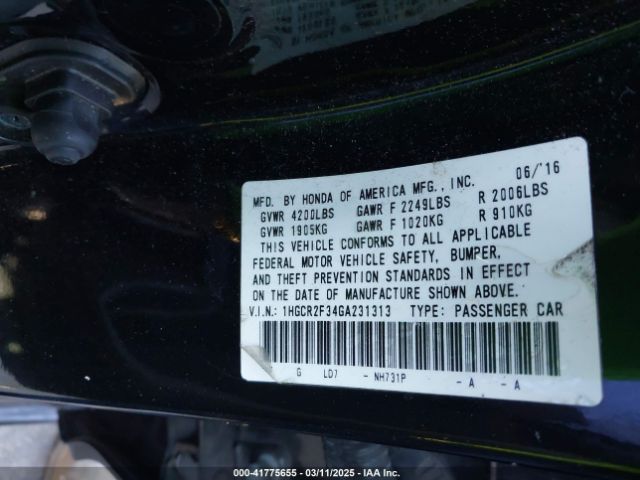 MFD. BY HONDA OF AMERICA MFG., INC. 06/'16
GVWR 4200LBS GAWR F 2249LBS R 2006LBS
GVWR 1905KG GAWR F 1020KG R 910KG
THIS VEHICLE CONFORMS TO ALL APPLICABLE
FEDERAL MOTOR VEHICLE SAFETY, BUMPER,
AND THEFT PREVENTION STANDARDS IN EFFECT
ON THE DATE OF MANUFACTURE SHOWN ABOVE.
V.I.N.: 1HGCR2F34GA231313 TYPE: PASSENGER CAR
G LD7 - NH731P - A - A
000-41775655 | 03/11/2025 | IAA Inc.